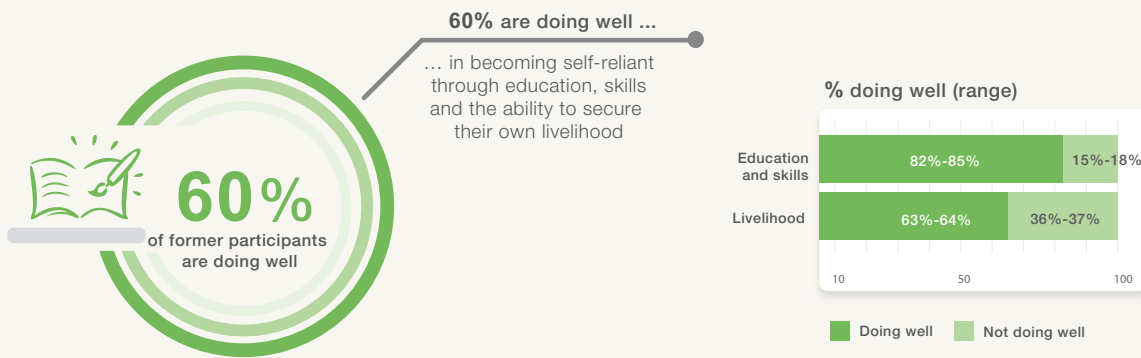 60% are doing well ...
... in becoming self-reliant
through education, skills
and the ability to secure
their own livelihood
60%
of former participants
are doing well
% doing well (range)
Education
and skills
82%-85%
15%-18%
Livelihood
63%-64%
36%-37%
10
50
100
Doing well
Not doing well